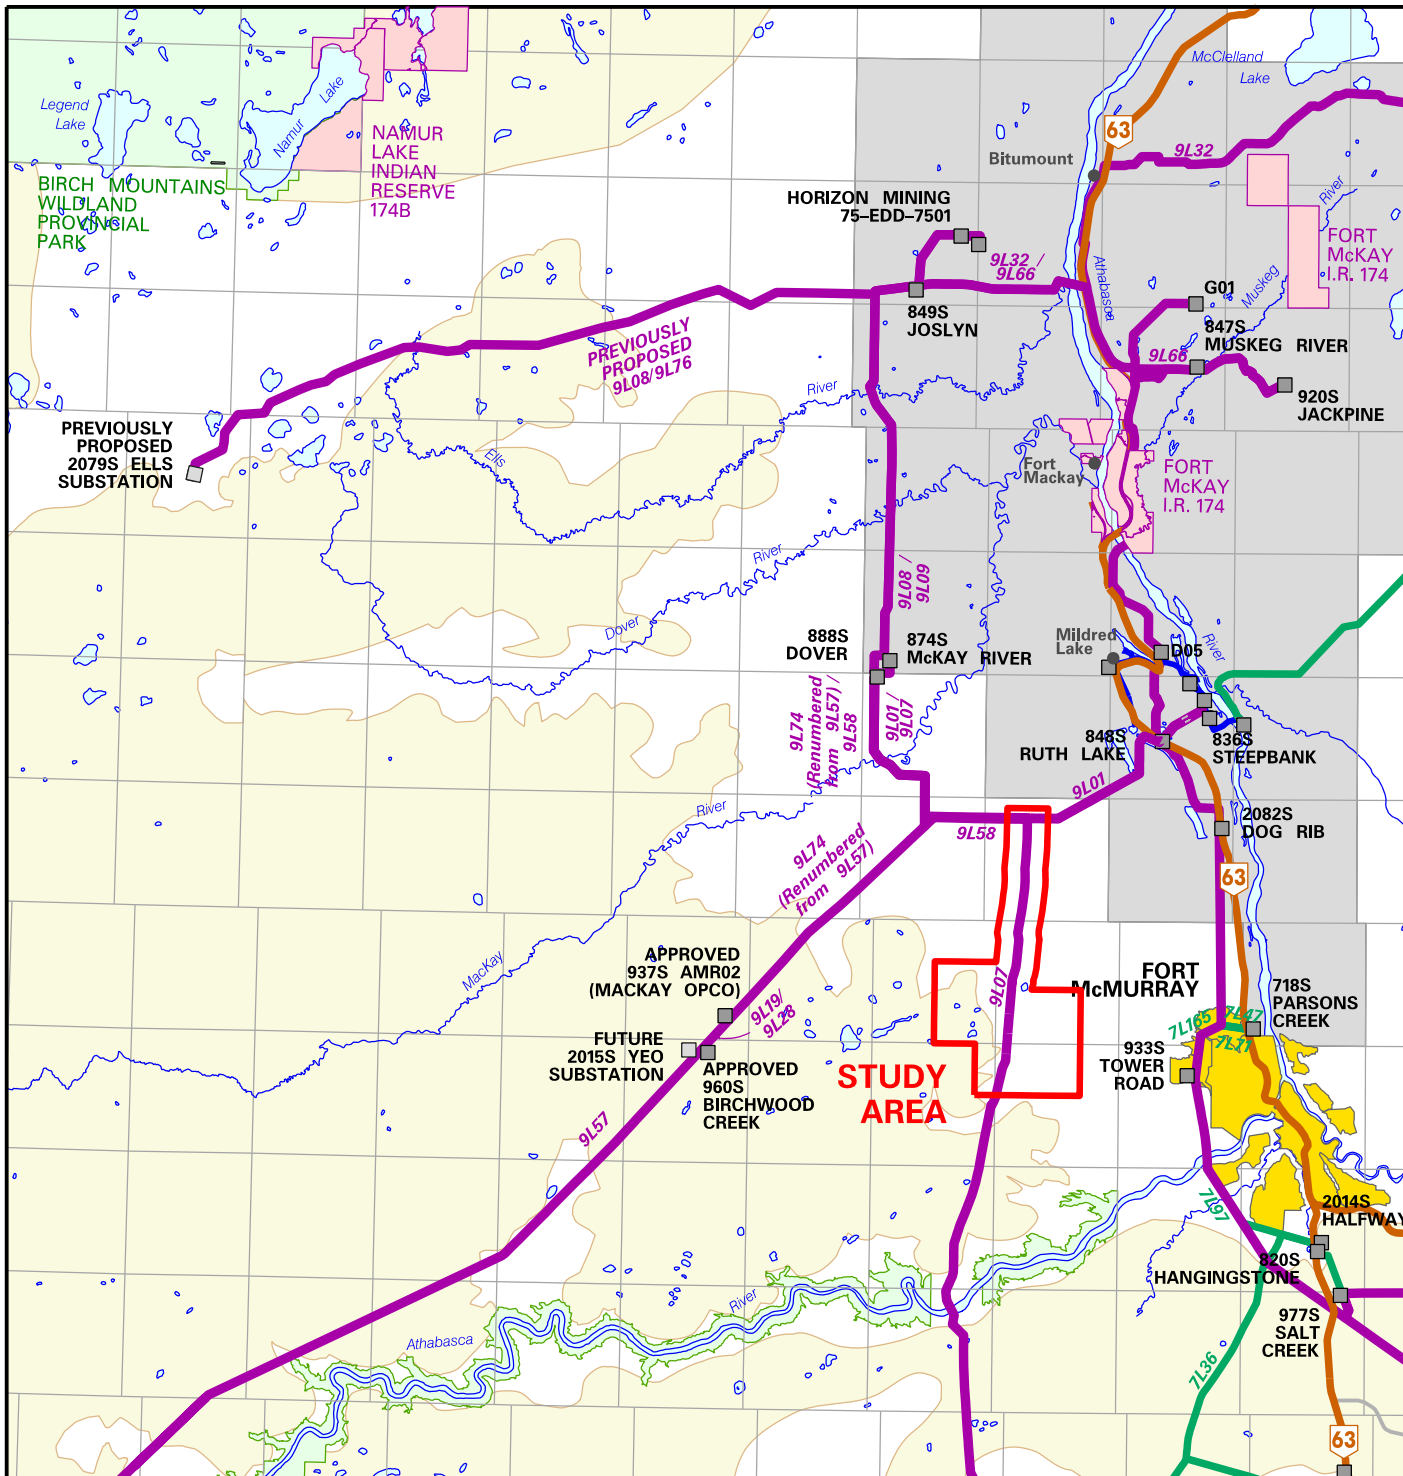 McClelland
Lake
63
Legend
Lake
Namur
Lake
NAMUR
LAKE
INDIAN
RESERVE
174B
BIRCH MOUNTAINS
WILDLAND
PROVINCIAL
PARK
Bitumount
9L32
River
HORIZON MINING
75–EDD–7501
9L32 /
9L66
Athabasca
FORT
McKAY
I.R. 174
Muskeg
G01
849S
JOSLYN
847S
MUSKEG RIVER
9L66
920S
JACKPINE
PREVIOUSLY
PROPOSED
9L08/9L76
River
PREVIOUSLY
PROPOSED
2079S ELLS
SUBSTATION
Ells
Fort
Mackay
FORT
McKAY
I.R. 174
River
9L08 /
9L09
Dover
888S
DOVER
874S
McKAY RIVER
Mildred
Lake
D05
River
9L74
(Renumbered
from 9L57) /
9L58
9L01 /
9L07
848S
RUTH LAKE
836S
STEEPBANK
9L01
River
9L58
2082S
DOG RIB
9L74
(Renumbered
from 9L57)
63
MacKay
APPROVED
937S AMR02
(MACKAY OPCO)
9L19/
9L28
9L07
FORT
McMURRAY
718S
PARSONS
CREEK
7L165
7L47
7L71
FUTURE
2015S YEO
SUBSTATION
APPROVED
960S
BIRCHWOOD
CREEK
933S
TOWER
ROAD
STUDY
AREA
9L57
7L97
2014S
HALFWAY
820S
HANGINGSTONE
River
Athabasca
977S
SALT
CREEK
7L36
63